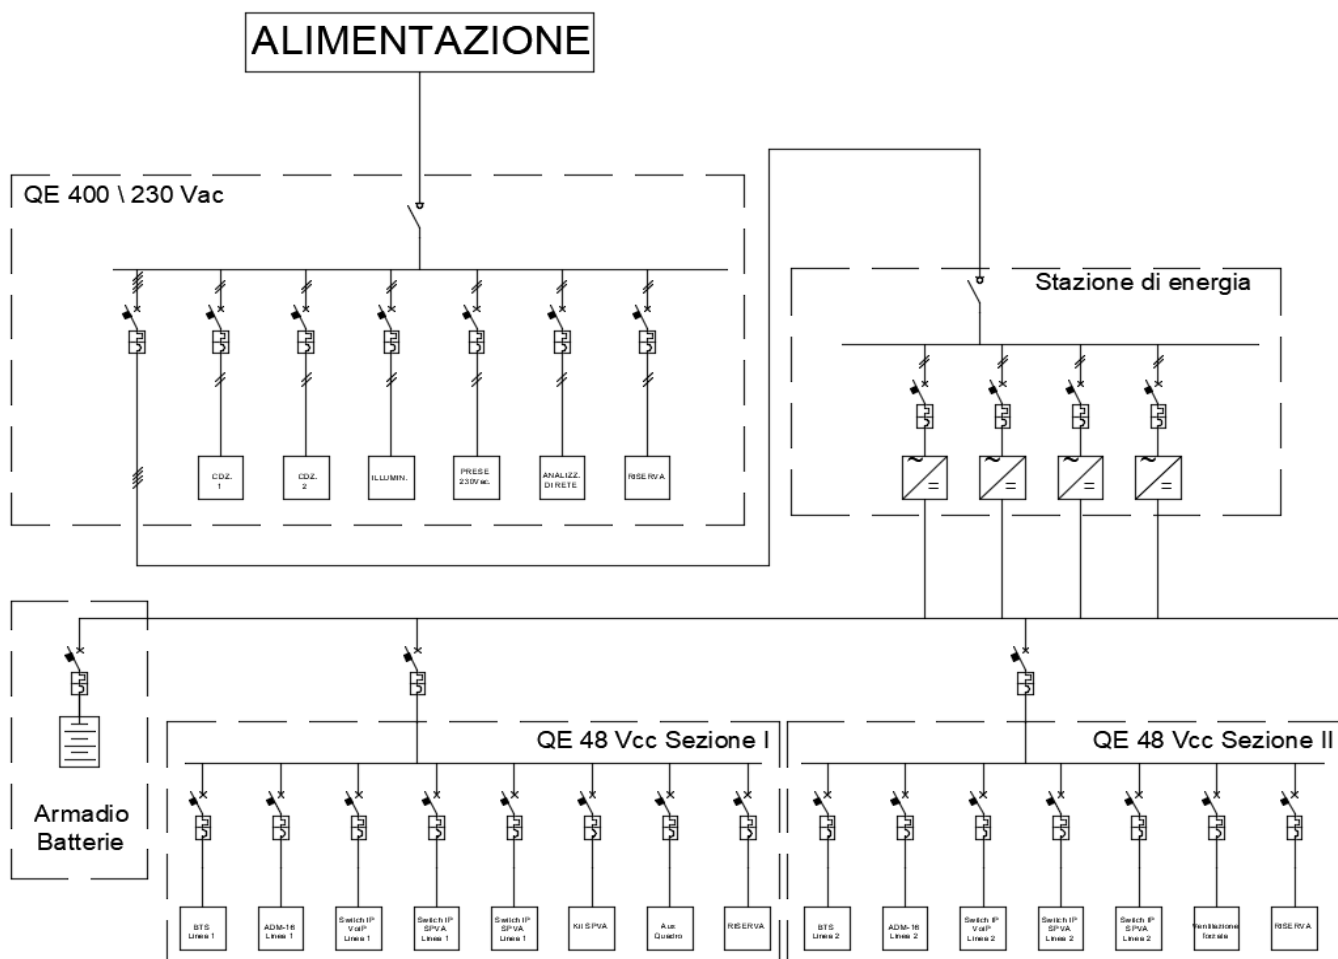 ALIMENTAZIONE
QE 400 \ 230 Vac
Stazione di energia
CDZ.
1
CDZ.
2
ILLUMIN.
PRESE
230Vac.
ANALIZZ.
DI RETE
RISERVA
~
=
~
=
~
=
~
=
Armadio
Batterie
QE 48 Vcc Sezione I
BTS
Linea 1
ADM-16
Linea 1
Switch IP
VoIP
Linea 1
Switch IP
SPVA
Linea 1
Switch IP
SPVA
Linea 1
Kit SPVA
Aux
Quadro
RISERVA
QE 48 Vcc Sezione II
BTS
Linea 2
ADM-16
Linea 2
Switch IP
VoIP
Linea 2
Switch IP
SPVA
Linea 2
Switch IP
SPVA
Linea 2
Ventilazione
forzata
RISERVA